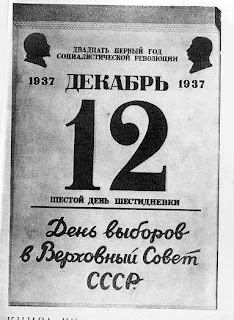 ДВАДЦАТЬ ПЕРВЫЙ ГОД
СОЦИАЛИСТИЧЕСКОЙ РЕВОЛЮЦИИ
1937 ДЕКАБРЬ 1937
12
ШЕСТОЙ ДЕНЬ ШЕСТИДНЕВКИ
День выборов
в Верховный Совет
СССР.